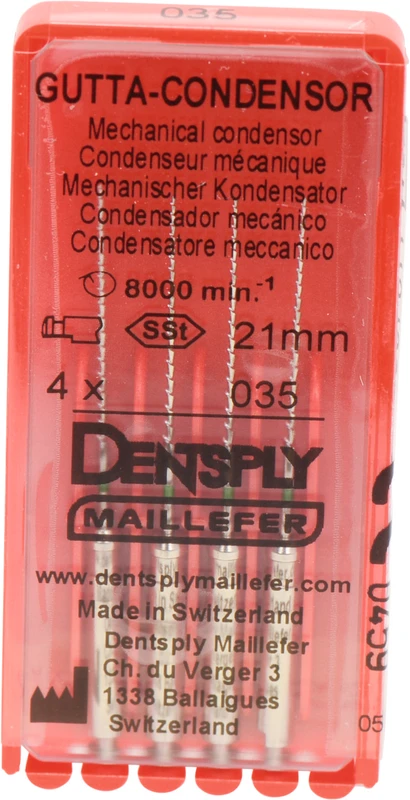 035
GUTTA-CONDENSOR
Mechanical condensor
Condenseur mécanique
Mechanischer Kondensator
Condensador mecánico
Condensatore meccanico
8000 min.-1
SSt 21mm
4 x 035
DENTSPLY
MAILLEFER
www.dentsplymaillefer.com
Made in Switzerland
Dentsply Maillefer
Ch. du Verger 3
1338 Ballaigues
Switzerland
0459
05